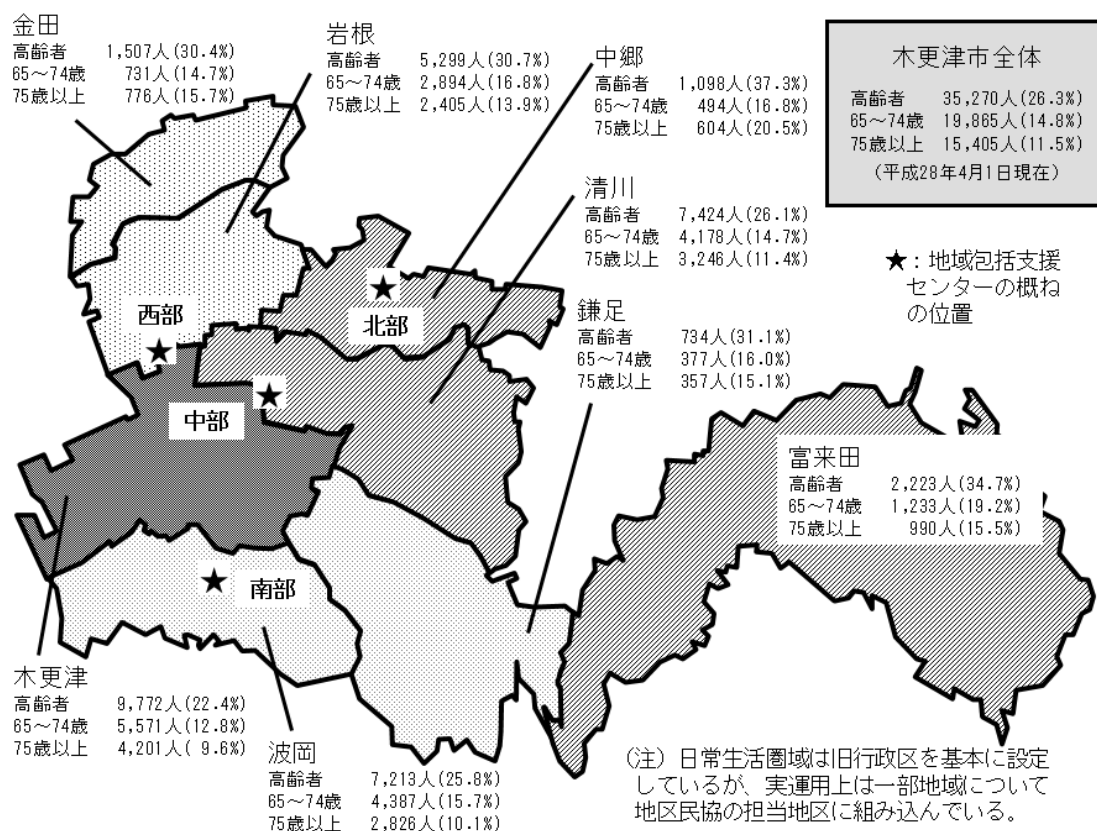 金田
高齢者 1,507人(30.4%)
65～74歳 731人(14.7%)
75歳以上 776人(15.7%)
岩根
高齢者 5,299人(30.7%)
65～74歳 2,894人(16.8%)
75歳以上 2,405人(13.9%)
中郷
高齢者 1,098人(37.3%)
65～74歳 494人(16.8%)
75歳以上 604人(20.5%)
木更津市全体
高齢者 35,270人(26.3%)
65～74歳 19,865人(14.8%)
75歳以上 15,405人(11.5%)
(平成28年4月1日現在)
清川
高齢者 7,424人(26.1%)
65～74歳 4,178人(14.7%)
75歳以上 3,246人(11.4%)
★：地域包括支援
センターの概ね
の位置
鎌足
高齢者 734人(31.1%)
65～74歳 377人(16.0%)
75歳以上 357人(15.1%)
西部
北部
中部
南部
富来田
高齢者 2,223人(34.7%)
65～74歳 1,233人(19.2%)
75歳以上 990人(15.5%)
木更津
高齢者 9,772人(22.4%)
65～74歳 5,571人(12.8%)
75歳以上 4,201人( 9.6%)
波岡
高齢者 7,213人(25.8%)
65～74歳 4,387人(15.7%)
75歳以上 2,826人(10.1%)
(注) 日常生活圏域は旧行政区を基本に設定
しているが、実運用上は一部地域について
地区民協の担当地区に組み込んでいる。